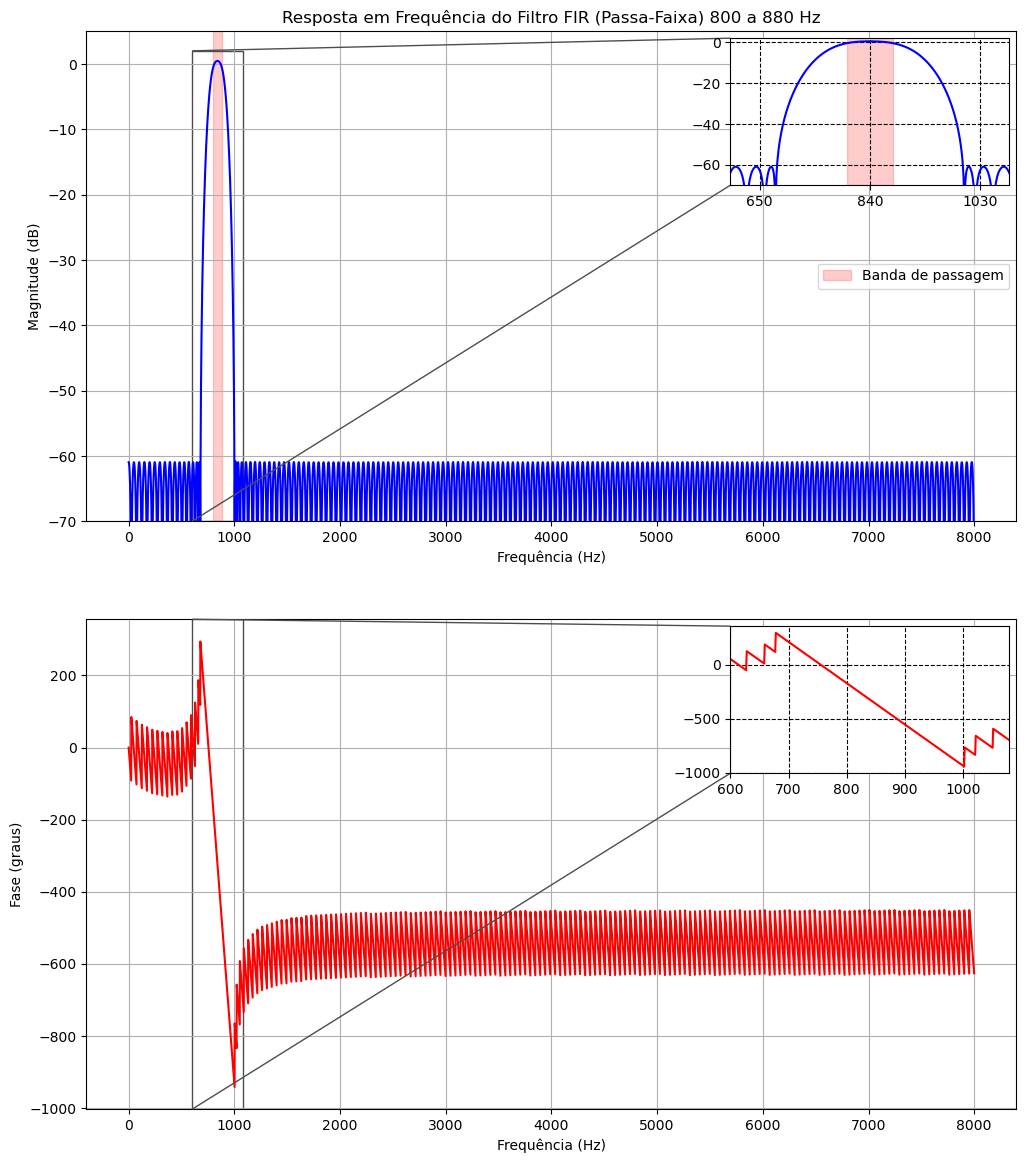 Resposta em Frequência do Filtro FIR (Passa-Faixa) 800 a 880 Hz
0
−10
−20
−30
−40
−50
−60
−70
Magnitude (dB)
0
−20
−40
−60
650 840 1030
Banda de passagem
0 1000 2000 3000 4000 5000 6000 7000 8000
Frequência (Hz)
200
0
−200
−400
−600
−800
−1000
Fase (graus)
0
−500
−1000
600 700 800 900 1000
0 1000 2000 3000 4000 5000 6000 7000 8000
Frequência (Hz)